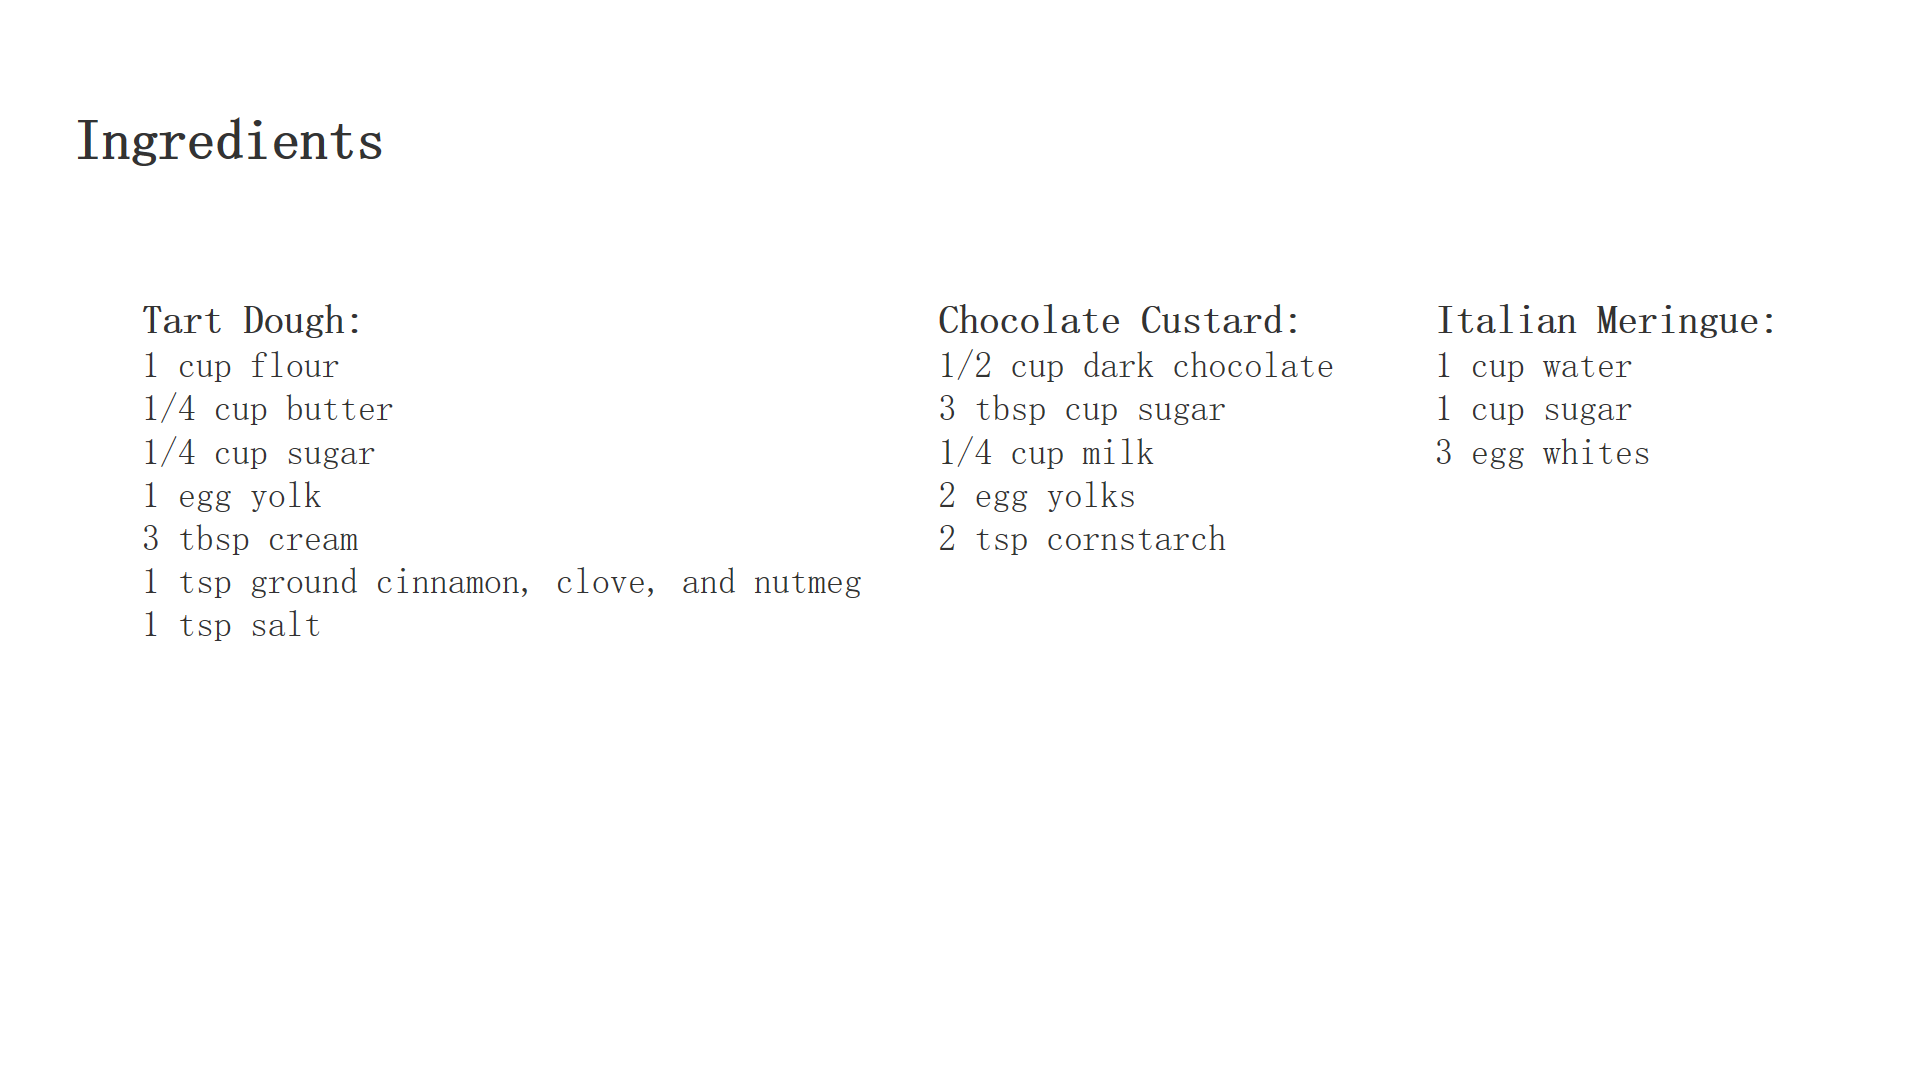 Ingredients
Tart Dough:
1 cup flour
1/4 cup butter
1/4 cup sugar
1 egg yolk
3 tbsp cream
1 tsp ground cinnamon, clove, and nutmeg
1 tsp salt
Chocolate Custard:
1/2 cup dark chocolate
3 tbsp cup sugar
1/4 cup milk
2 egg yolks
2 tsp cornstarch
Italian Meringue:
1 cup water
1 cup sugar
3 egg whites